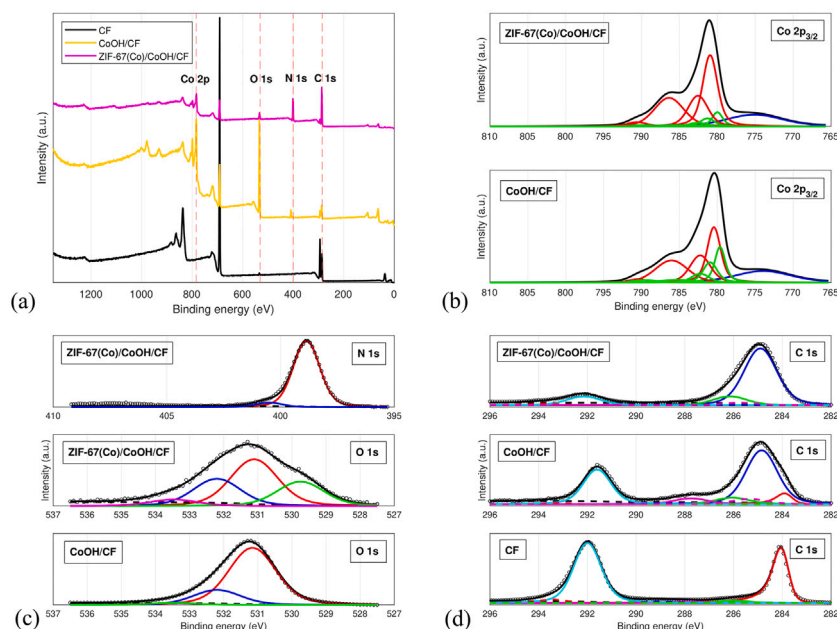 CF
CoOH/CF
ZIF-67(Co)/CoOH/CF
Co 2p
O 1s
N 1s
C 1s
Intensity (a.u.)
1200 1000 800 600 400 200 0
Binding energy (eV)
(a)
ZIF-67(Co)/CoOH/CF
Co 2p3/2
Intensity (a.u.)
810 805 800 795 790 785 780 775 770 765
CoOH/CF
Co 2p3/2
810 805 800 795 790 785 780 775 770 765
Binding energy (eV)
(b)
ZIF-67(Co)/CoOH/CF
N 1s
410 405 400 395
ZIF-67(Co)/CoOH/CF
O 1s
Intensity (a.u.)
537 536 535 534 533 532 531 530 529 528 527
CoOH/CF
O 1s
537 536 535 534 533 532 531 530 529 528 527
Binding energy (eV)
(c)
ZIF-67(Co)/CoOH/CF
C 1s
296 294 292 290 288 286 284 282
CoOH/CF
C 1s
Intensity (a.u.)
296 294 292 290 288 286 284 282
CF
C 1s
296 294 292 290 288 286 284 282
Binding energy (eV)
(d)